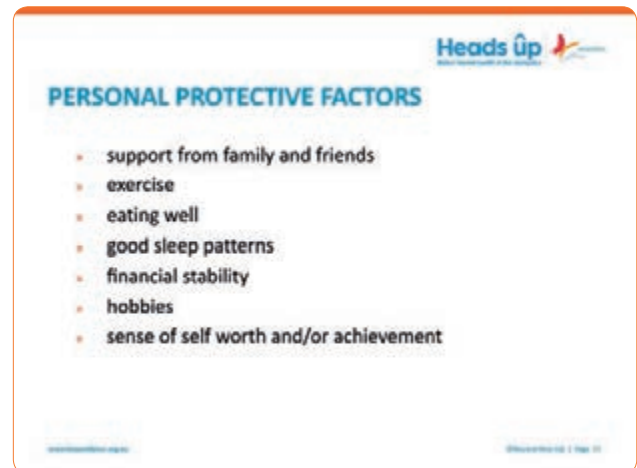 Heads ûp
PERSONAL PROTECTIVE FACTORS
support from family and friends
exercise
eating well
good sleep patterns
financial stability
hobbies
sense of self worth and/or achievement